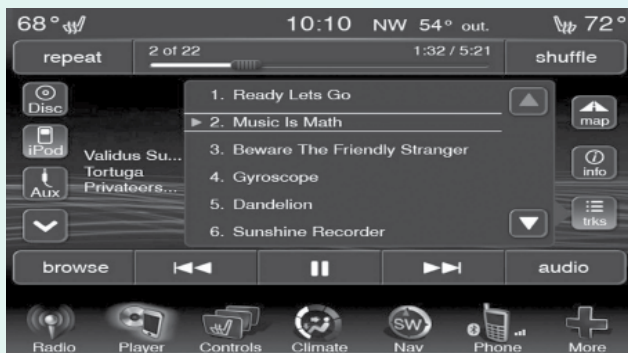 68° 10:10 NW 54° out. 72°
repeat 2 of 22 1:32 / 5:21 shuffle
Disc
iPod
Aux
Validus Su...
Tortuga
Privateers...
1. Ready Lets Go
2. Music Is Math
3. Beware The Friendly Stranger
4. Gyroscope
5. Dandelion
6. Sunshine Recorder
map
info
trks
browse audio
SW
Radio Player Controls Climate Nav Phone More